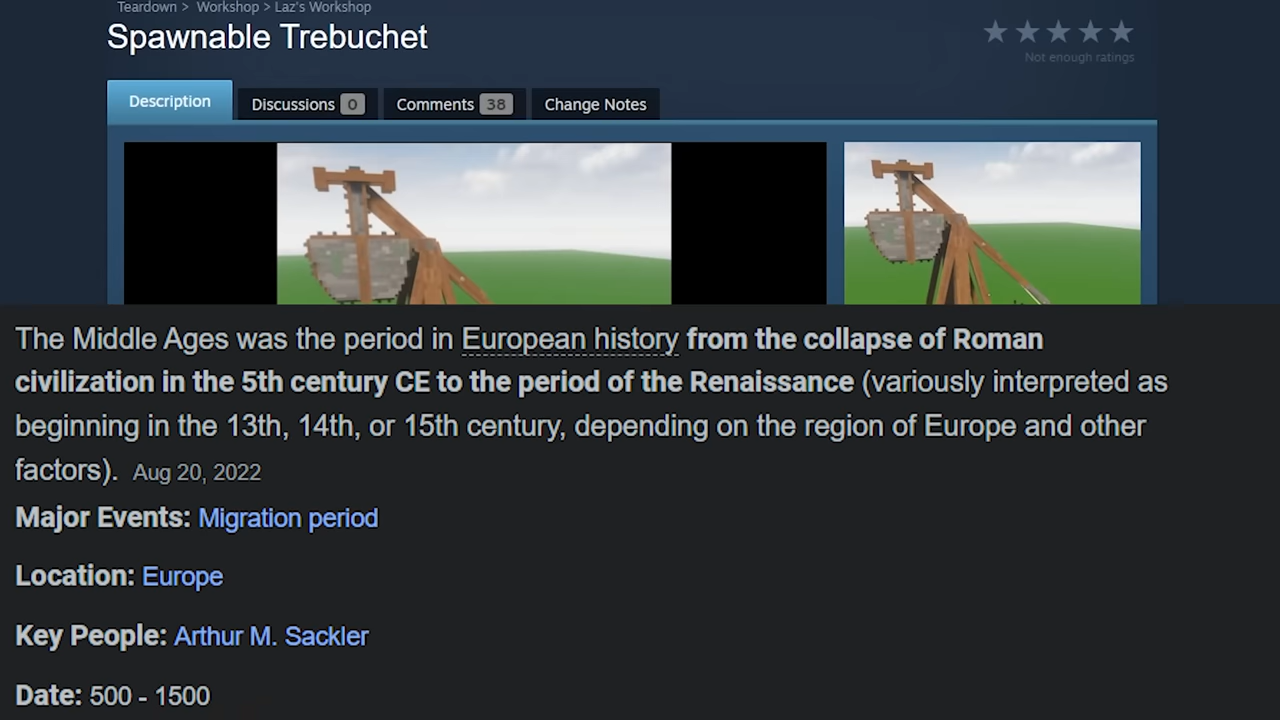 Teardown > Workshop > Laz's Workshop
Spawnable Trebuchet
Not enough ratings
Description Discussions 0 Comments 38 Change Notes
The Middle Ages was the period in European history from the collapse of Roman
civilization in the 5th century CE to the period of the Renaissance (variously interpreted as
beginning in the 13th, 14th, or 15th century, depending on the region of Europe and other
factors). Aug 20, 2022
Major Events: Migration period
Location: Europe
Key People: Arthur M. Sackler
Date: 500 - 1500